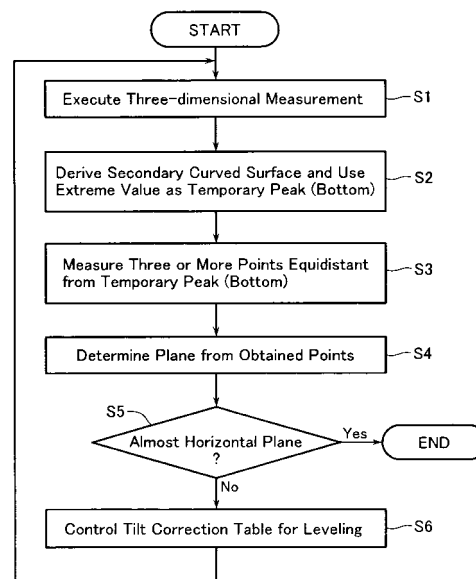 START
Execute Three-dimensional Measurement
S1
Derive Secondary Curved Surface and Use
Extreme Value as Temporary Peak (Bottom)
S2
Measure Three or More Points Equidistant
from Temporary Peak (Bottom)
S3
Determine Plane from Obtained Points
S4
S5
Almost Horizontal Plane
?
Yes
END
No
Control Tilt Correction Table for Leveling
S6